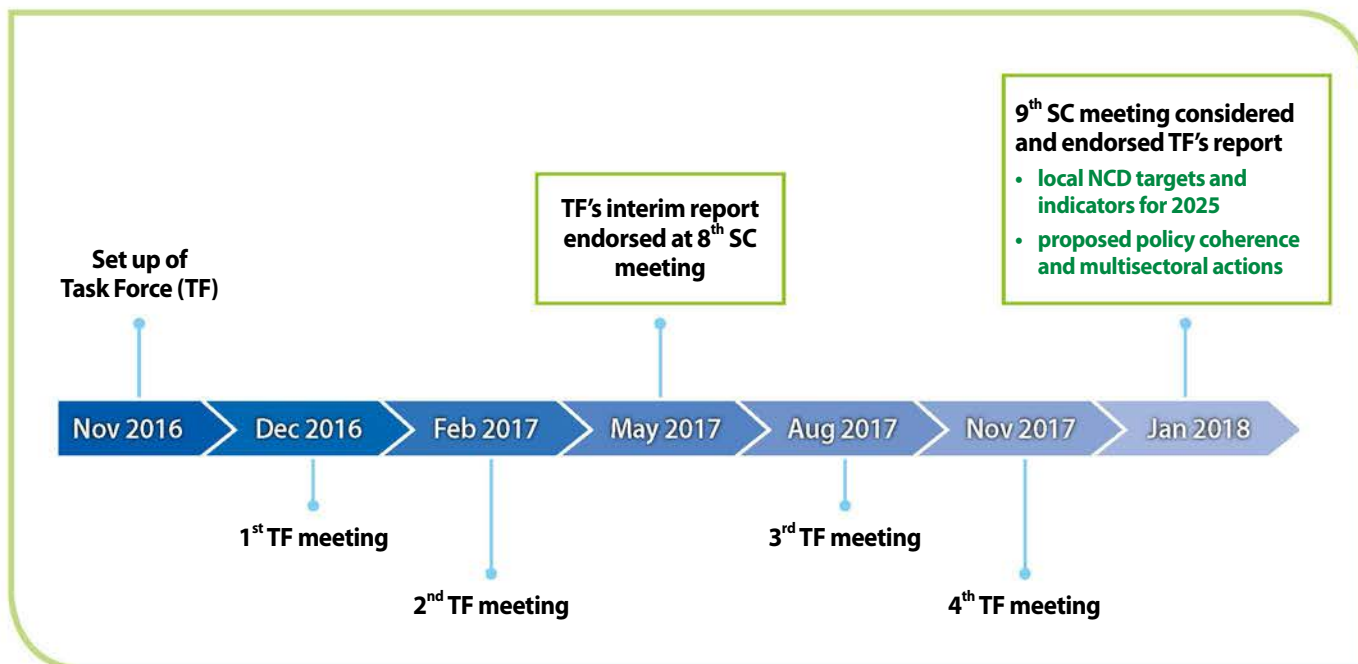 9th SC meeting considered
and endorsed TF's report
• local NCD targets and
indicators for 2025
• proposed policy coherence
and multisectoral actions
TF's interim report
endorsed at 8th SC
meeting
Set up of
Task Force (TF)
Nov 2016
Dec 2016
Feb 2017
May 2017
Aug 2017
Nov 2017
Jan 2018
1st TF meeting
3rd TF meeting
2nd TF meeting
4th TF meeting